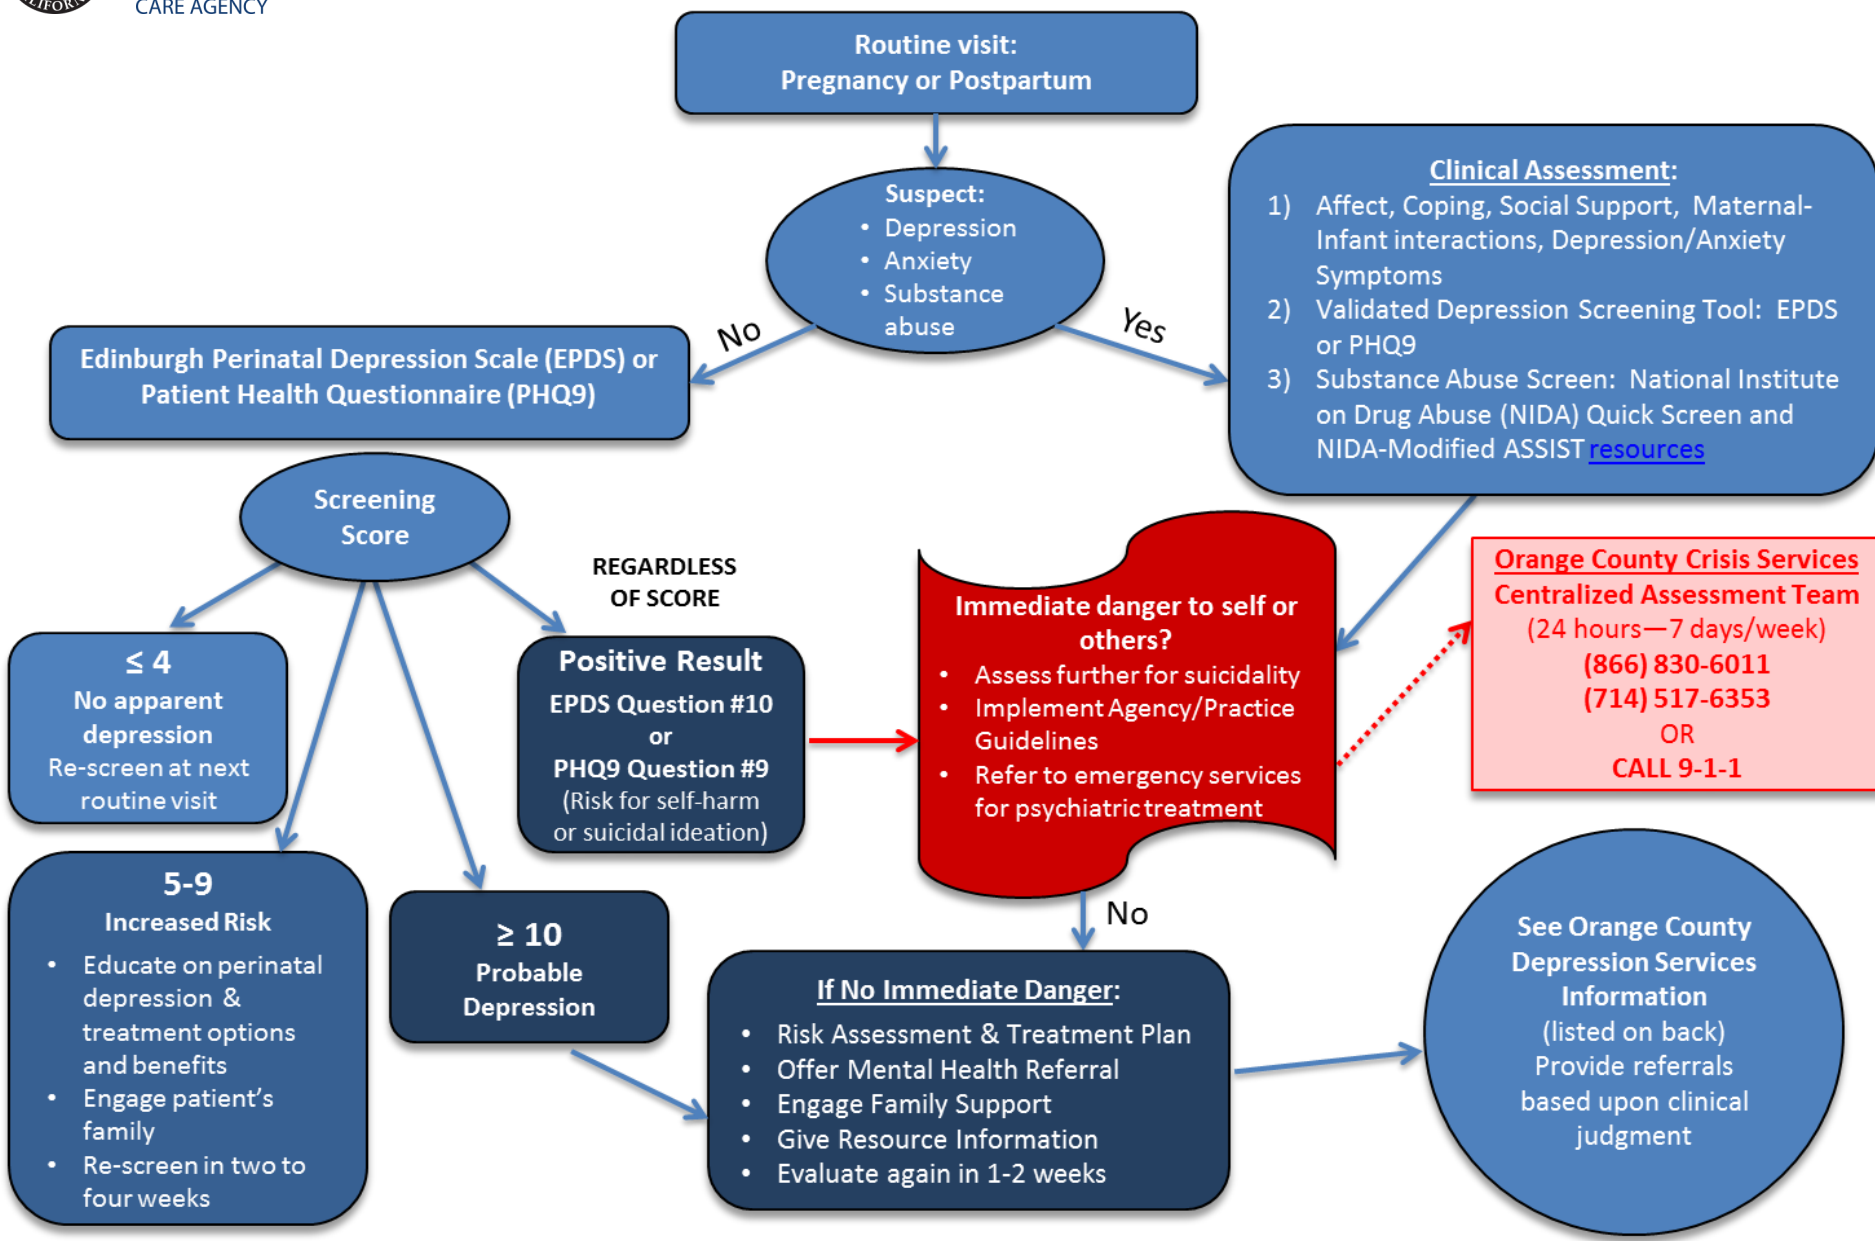 CARE AGENCY
Routine visit:
Pregnancy or Postpartum
Suspect:
• Depression
• Anxiety
• Substance
abuse
No
Yes
Clinical Assessment:
1) Affect, Coping, Social Support, Maternal-
Infant interactions, Depression/Anxiety
Symptoms
2) Validated Depression Screening Tool: EPDS
or PHQ9
3) Substance Abuse Screen: National Institute
on Drug Abuse (NIDA) Quick Screen and
NIDA-Modified ASSIST resources
Edinburgh Perinatal Depression Scale (EPDS) or
Patient Health Questionnaire (PHQ9)
Screening
Score
REGARDLESS
OF SCORE
≤ 4
No apparent
depression
Re-screen at next
routine visit
Positive Result
EPDS Question #10
or
PHQ9 Question #9
(Risk for self-harm
or suicidal ideation)
Immediate danger to self or
others?
• Assess further for suicidality
• Implement Agency/Practice
Guidelines
• Refer to emergency services
for psychiatric treatment
Orange County Crisis Services
Centralized Assessment Team
(24 hours—7 days/week)
(866) 830-6011
(714) 517-6353
OR
CALL 9-1-1
5-9
Increased Risk
• Educate on perinatal
depression &
treatment options
and benefits
• Engage patient's
family
• Re-screen in two to
four weeks
≥ 10
Probable
Depression
No
If No Immediate Danger:
• Risk Assessment & Treatment Plan
• Offer Mental Health Referral
• Engage Family Support
• Give Resource Information
• Evaluate again in 1-2 weeks
See Orange County
Depression Services
Information
(listed on back)
Provide referrals
based upon clinical
judgment